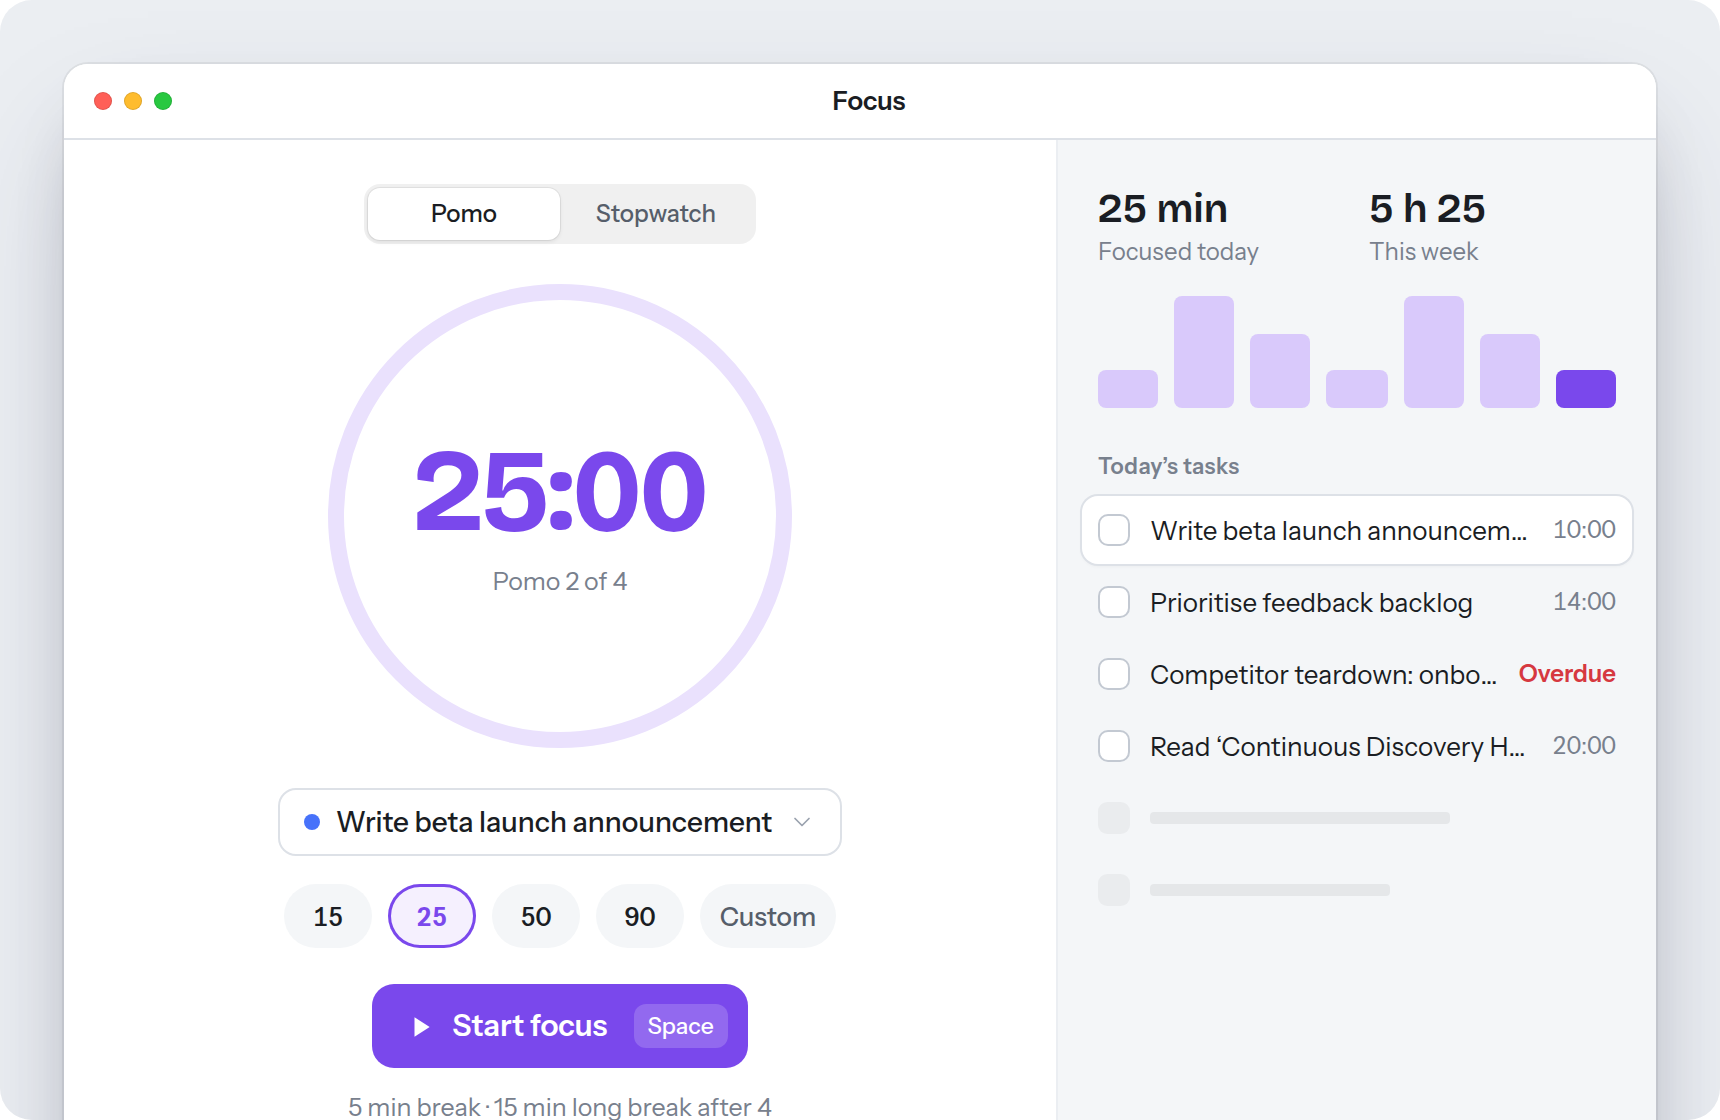 Focus
Pomo
Stopwatch
25:00
Pomo 2 of 4
Write beta launch announcement
15
25
50
90
Custom
Start focus
Space
5 min break · 15 min long break after 4
25 min
Focused today
5 h 25
This week
Today’s tasks
Write beta launch announcem... 10:00
Prioritise feedback backlog 14:00
Competitor teardown: onbo... Overdue
Read ‘Continuous Discovery H... 20:00